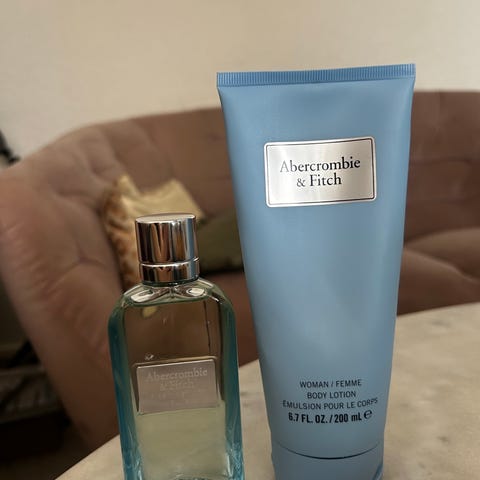 Abercrombie
& Fitch
Abercrombie
& Fitch
WOMAN / FEMME
BODY LOTION
ÉMULSION POUR LE CORPS
6.7 FL. OZ. / 200 mL ℮